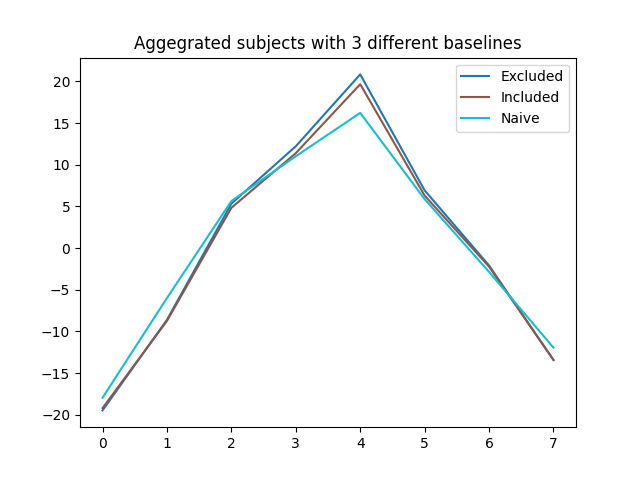 Aggegrated subjects with 3 different baselines
Excluded
Included
Naive
20
15
10
5
0
−5
−10
−15
−20
0 1 2 3 4 5 6 7